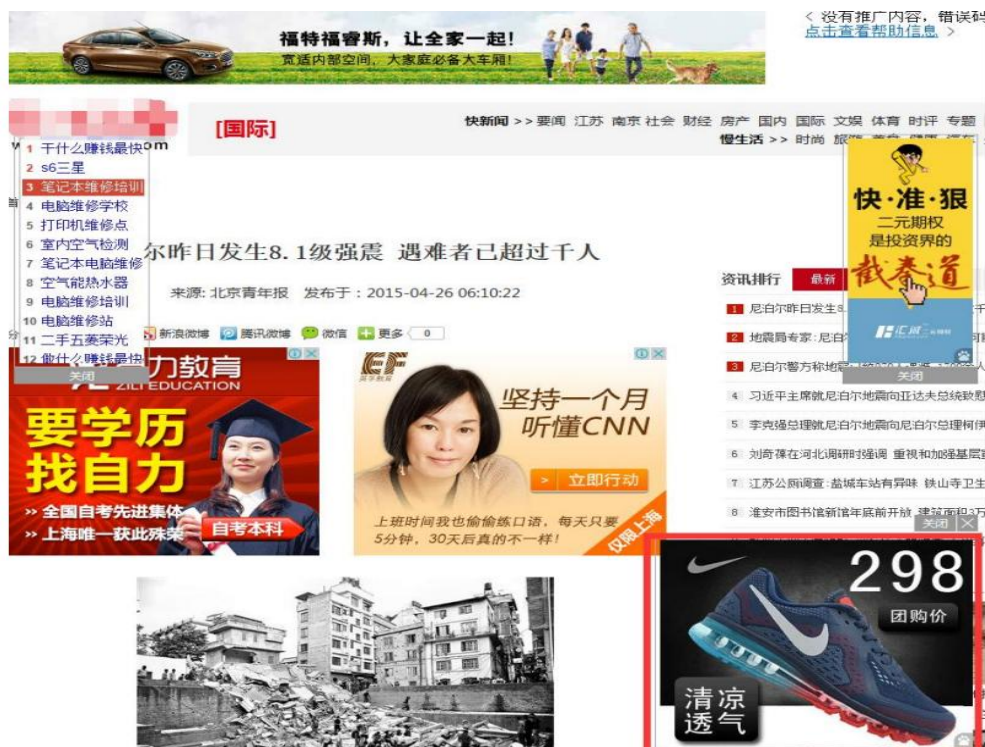 福特福睿斯，让全家一起！
宽适内部空间，大家庭必备大车厢！
< 没有推广内容，错误码
点击查看帮助信息 >
[国际]
快新闻 >> 要闻 江苏 南京 社会 财经 房产 国内 国际 文娱 体育 时评 专题
慢生活 >> 时尚
om
1 干什么赚钱最快
2 s6三星
3 笔记本维修培训
4 电脑维修学校
5 打印机维修点
6 室内空气检测
7 笔记本电脑维修
8 空气能热水器
9 电脑维修培训
10 电脑维修站
11 二手五菱荣光
12 做什么赚钱最快
关闭
尔昨日发生8.1级强震 遇难者已超过千人
来源: 北京青年报 发布于：2015-04-26 06:10:22
新浪微博 腾讯微博 微信 更多 0
快·准·狠
二元期权
是投资界的
截拳道
汇诚
关闭
资讯排行 最新
1 尼泊尔昨日发生8.
2 地震局专家:尼泊
3 尼泊尔警方称地震
4 习近平主席就尼泊尔地震向亚达夫总统致慰
5 李克强总理就尼泊尔地震向尼泊尔总理柯伊
6 刘奇葆在河北调研时强调 重视和加强基层
7 江苏公厕调查:盐城车站有异味 铁山寺卫生
8 淮安市图书馆新馆年底前开放 建筑面积3万
力教育
ZILI EDUCATION
要学历
找自力
>> 全国自考先进集体
>> 上海唯一获此殊荣
自考本科
EF
英孚教育
坚持一个月
听懂CNN
> 立即行动
上班时间我也偷偷练口语，每天只要
5分钟，30天后真的不一样！
仅限上海
关闭
298
团购价
清凉
透气